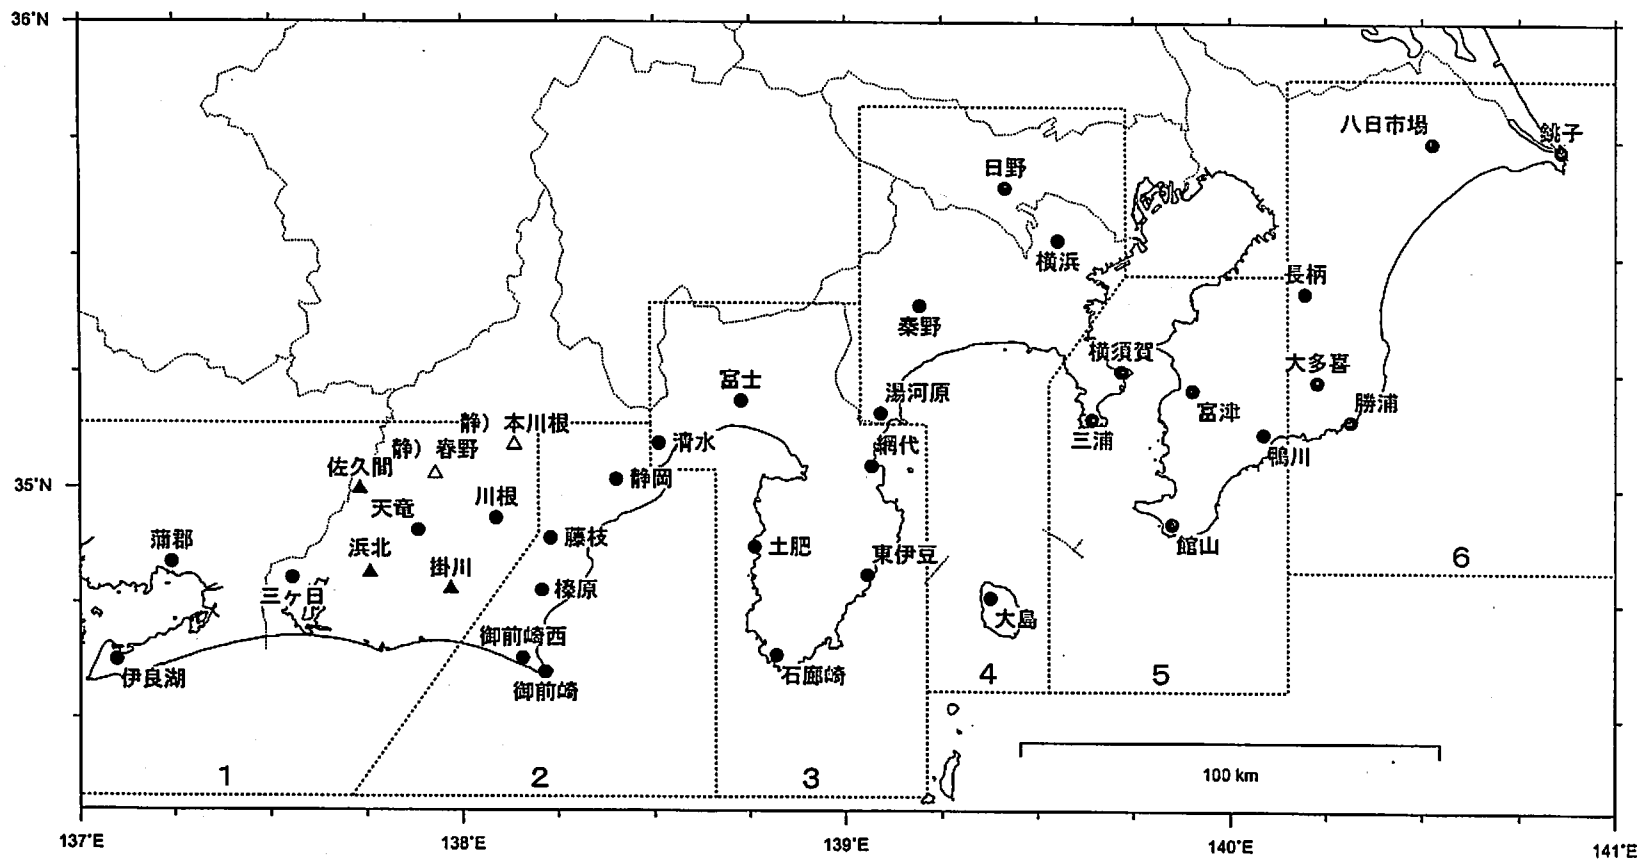 36°N
八日市場
銚子
日野
横浜
長柄
秦野
横須賀
大多喜
富士
湯河原
勝浦
富津
静）本川根
三浦
鴨川
静）春野
清水
網代
佐久間
静岡
35°N
川根
天竜
館山
蒲郡
藤枝
土肥
東伊豆
浜北
掛川
6
三ヶ日
榛原
大島
御前崎西
伊良湖
石廊崎
4
5
御前崎
1
2
3
100 km
137°E
138°E
139°E
140°E
141°E